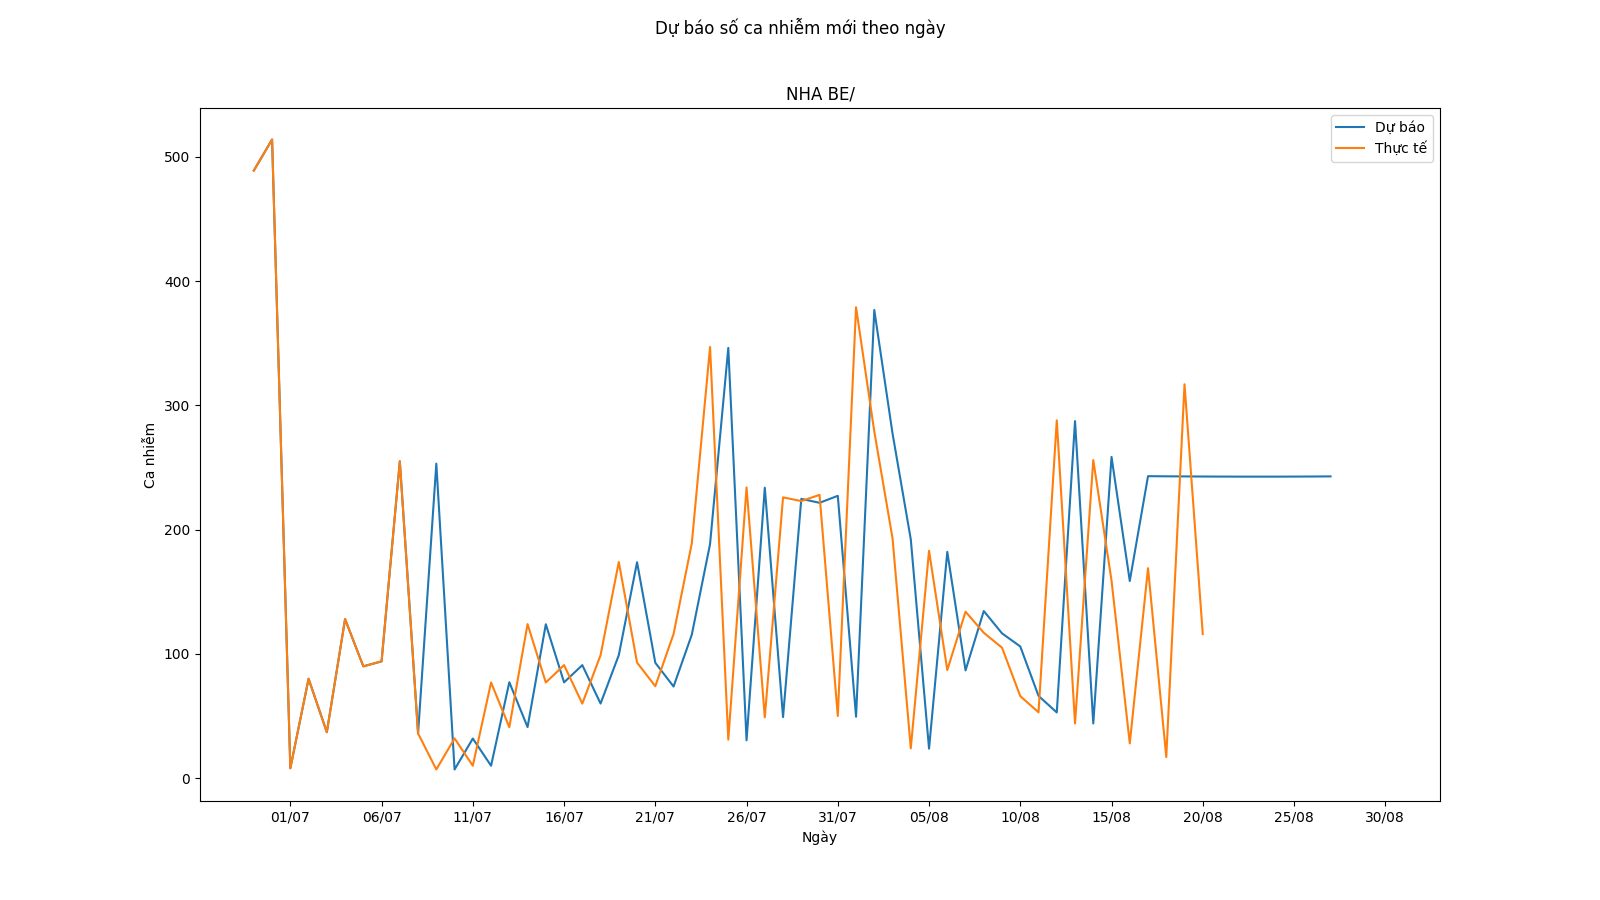 Dự báo số ca nhiễm mới theo ngày
NHA BE/
Dự báo
Thực tế
500
400
300
200
100
0
Ca nhiễm
01/07 06/07 11/07 16/07 21/07 26/07 31/07 05/08 10/08 15/08 20/08 25/08 30/08
Ngày